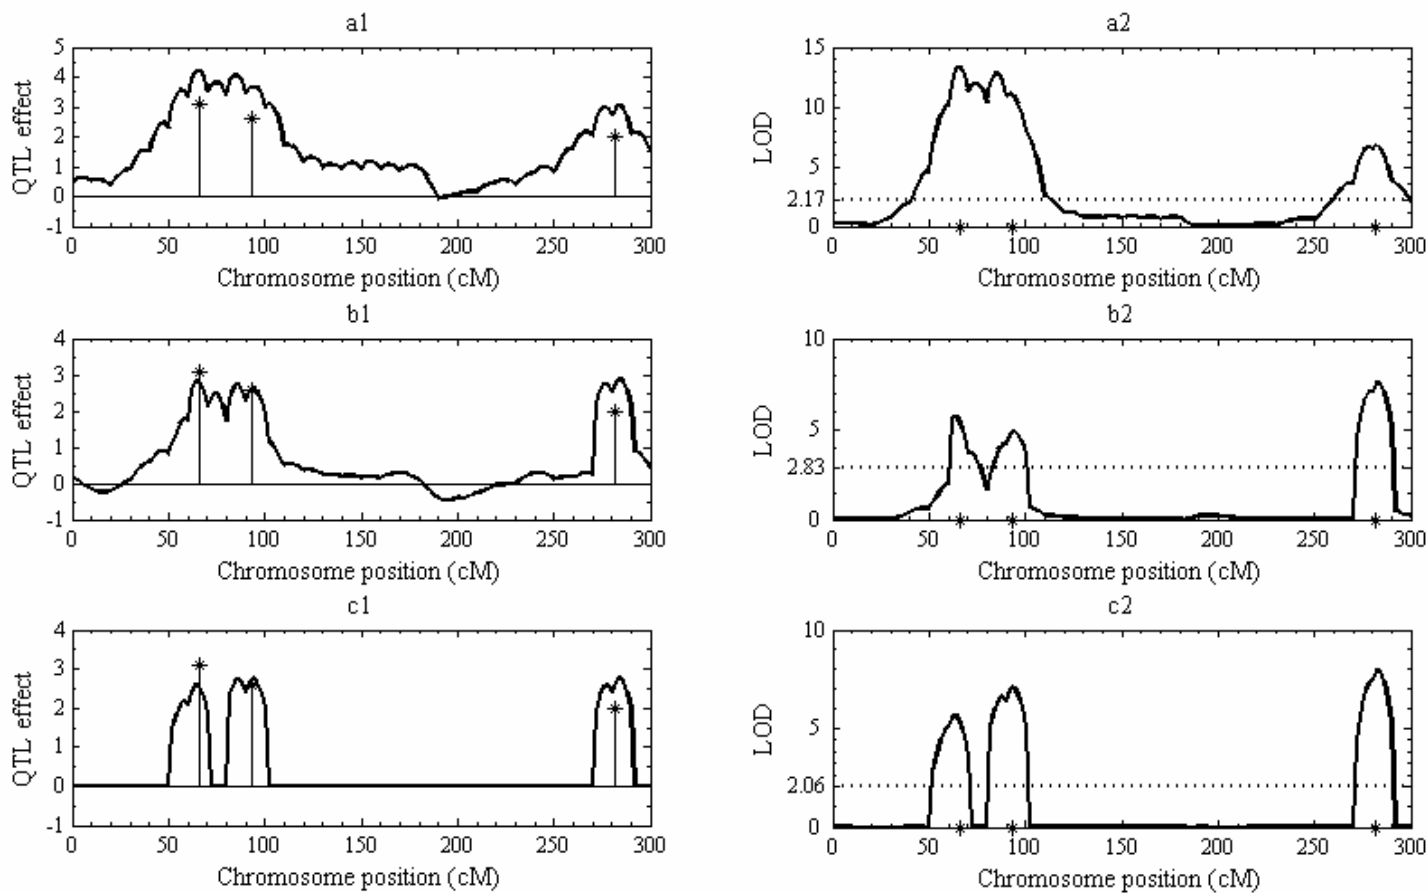 a1
a2
5
4
3
2
1
0
-1
QTL effect
0 50 100 150 200 250 300
Chromosome position (cM)
15
10
5
2.17
0
LOD
0 50 100 150 200 250 300
Chromosome position (cM)
b1
b2
4
3
2
1
0
-1
QTL effect
0 50 100 150 200 250 300
Chromosome position (cM)
10
5
2.83
0
LOD
0 50 100 150 200 250 300
Chromosome position (cM)
c1
c2
4
3
2
1
0
-1
QTL effect
0 50 100 150 200 250 300
Chromosome position (cM)
10
5
2.06
0
LOD
0 50 100 150 200 250 300
Chromosome position (cM)